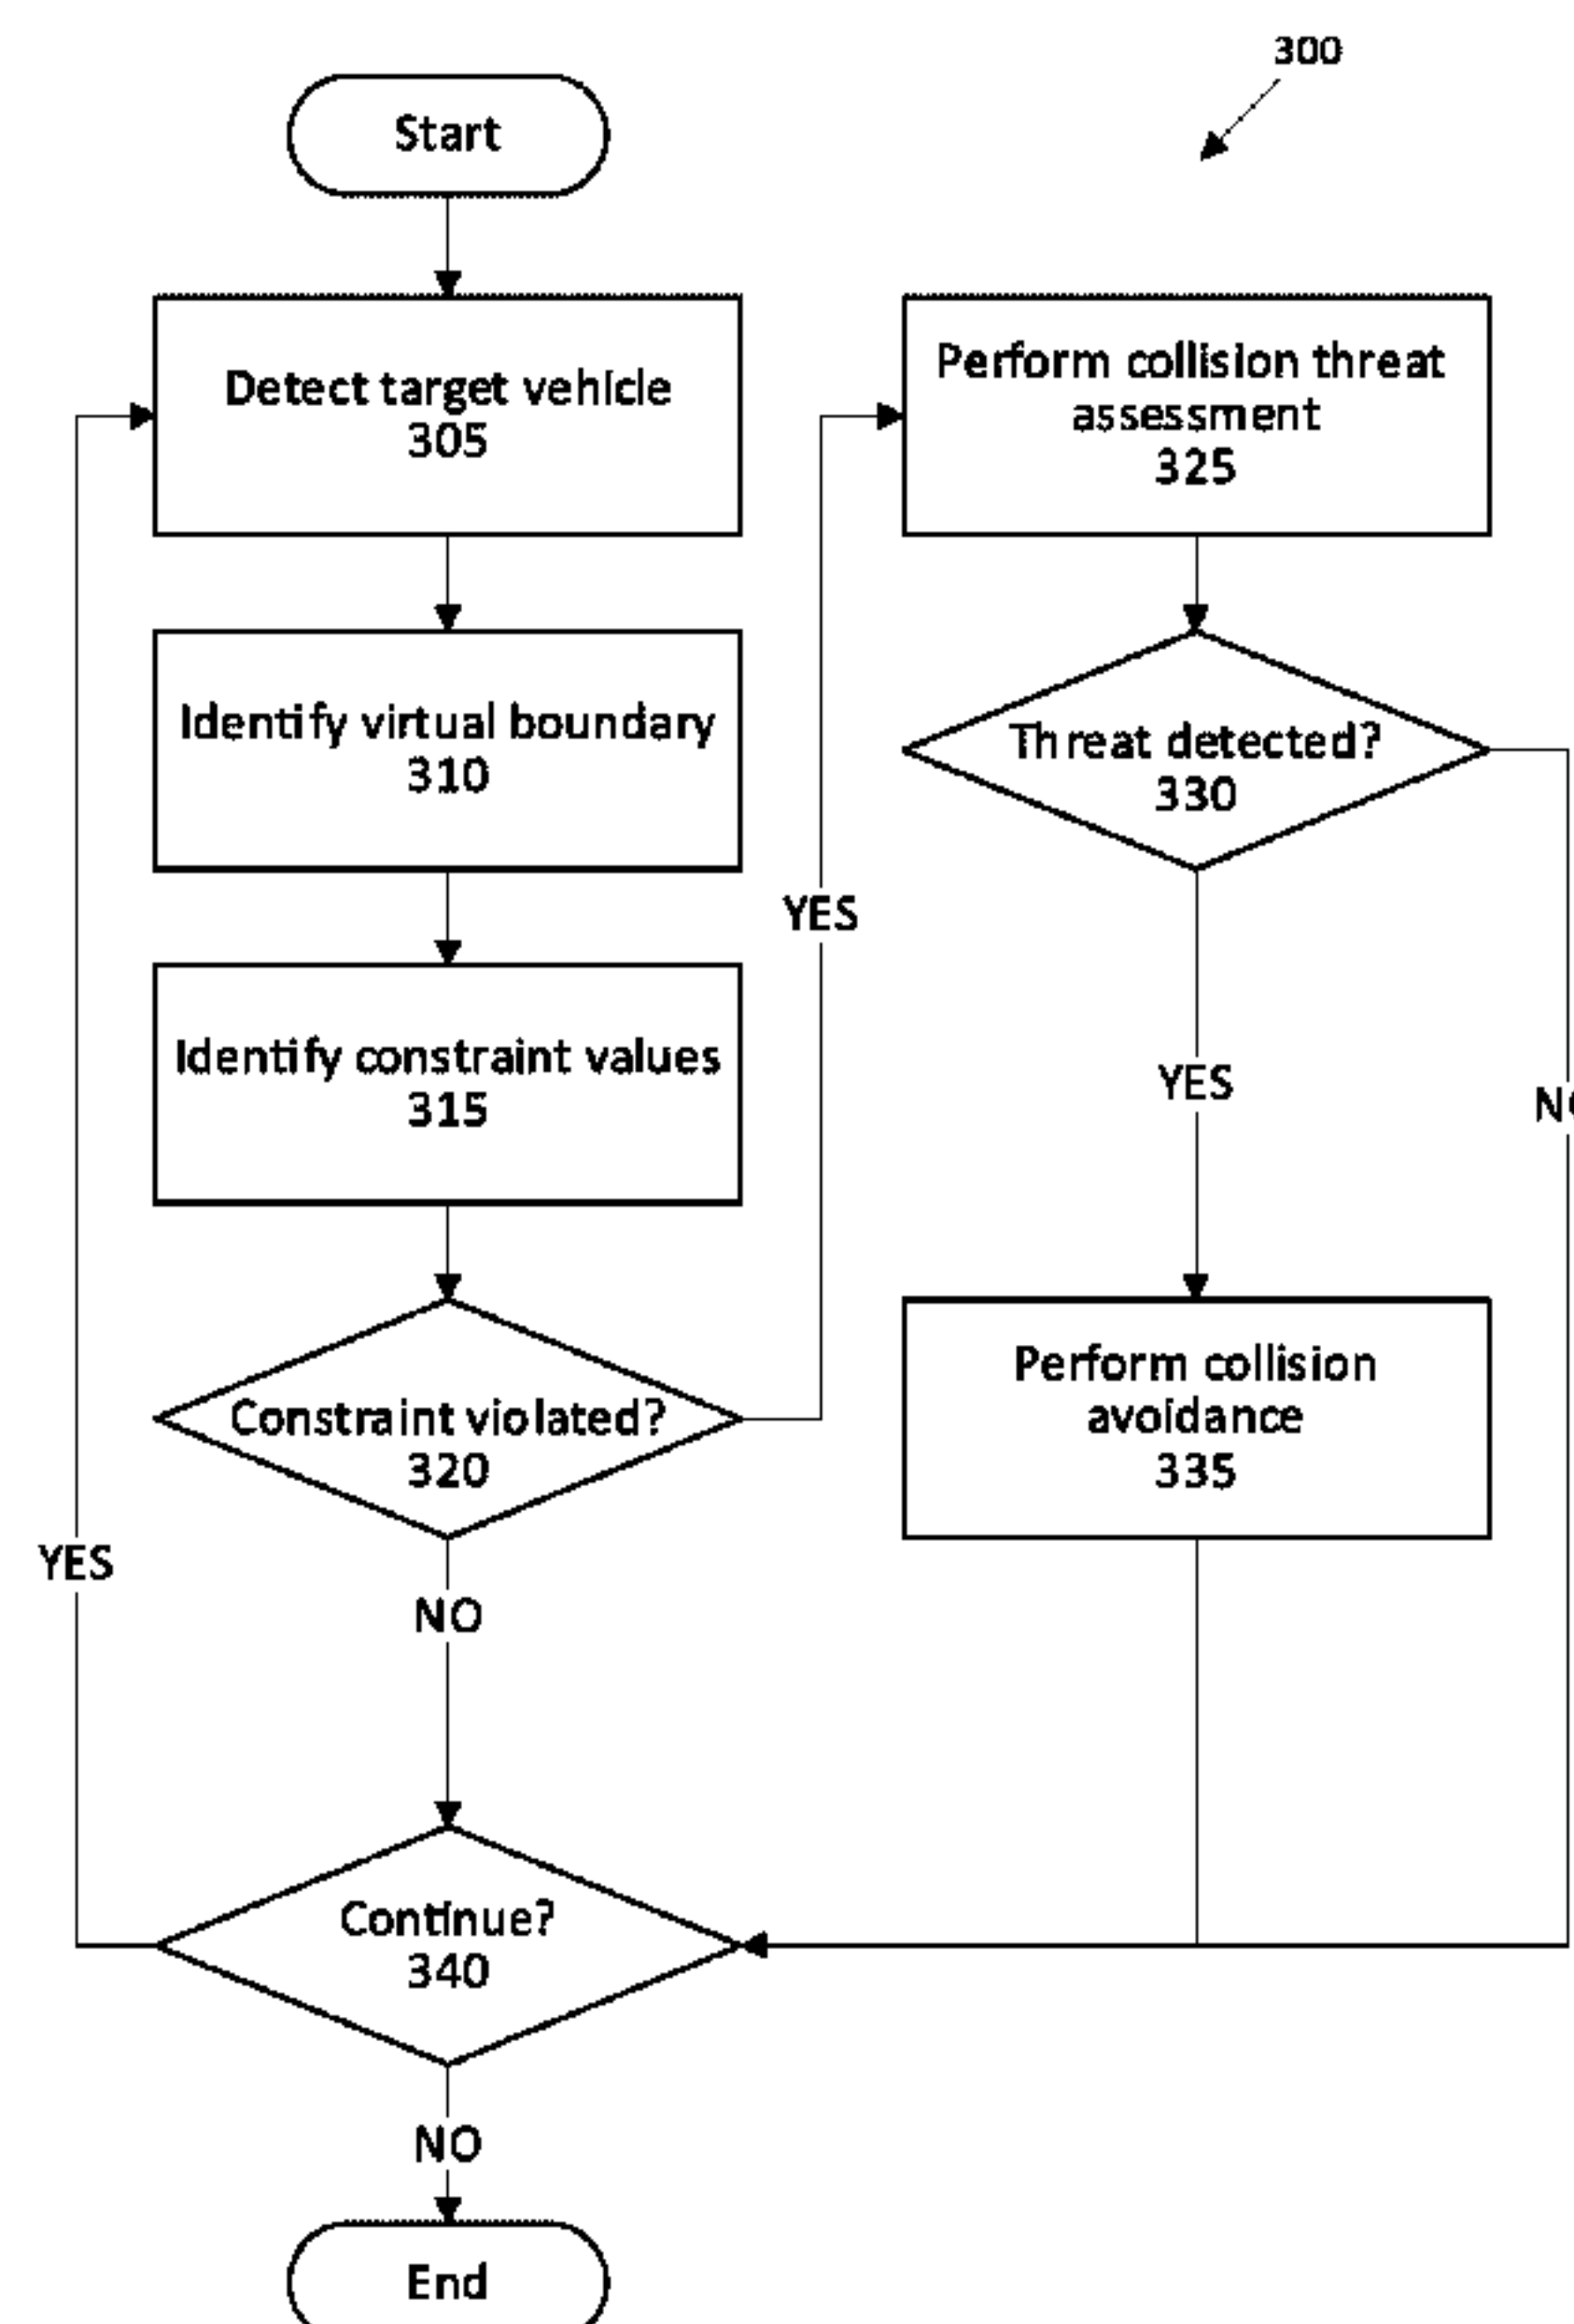 300
Start
Detect target vehicle
305
Identify virtual boundary
310
Identify constraint values
315
Constraint violated?
320
YES
NO
Perform collision threat
assessment
325
Threat detected?
330
YES
Perform collision
avoidance
335
Continue?
340
YES
NO
End